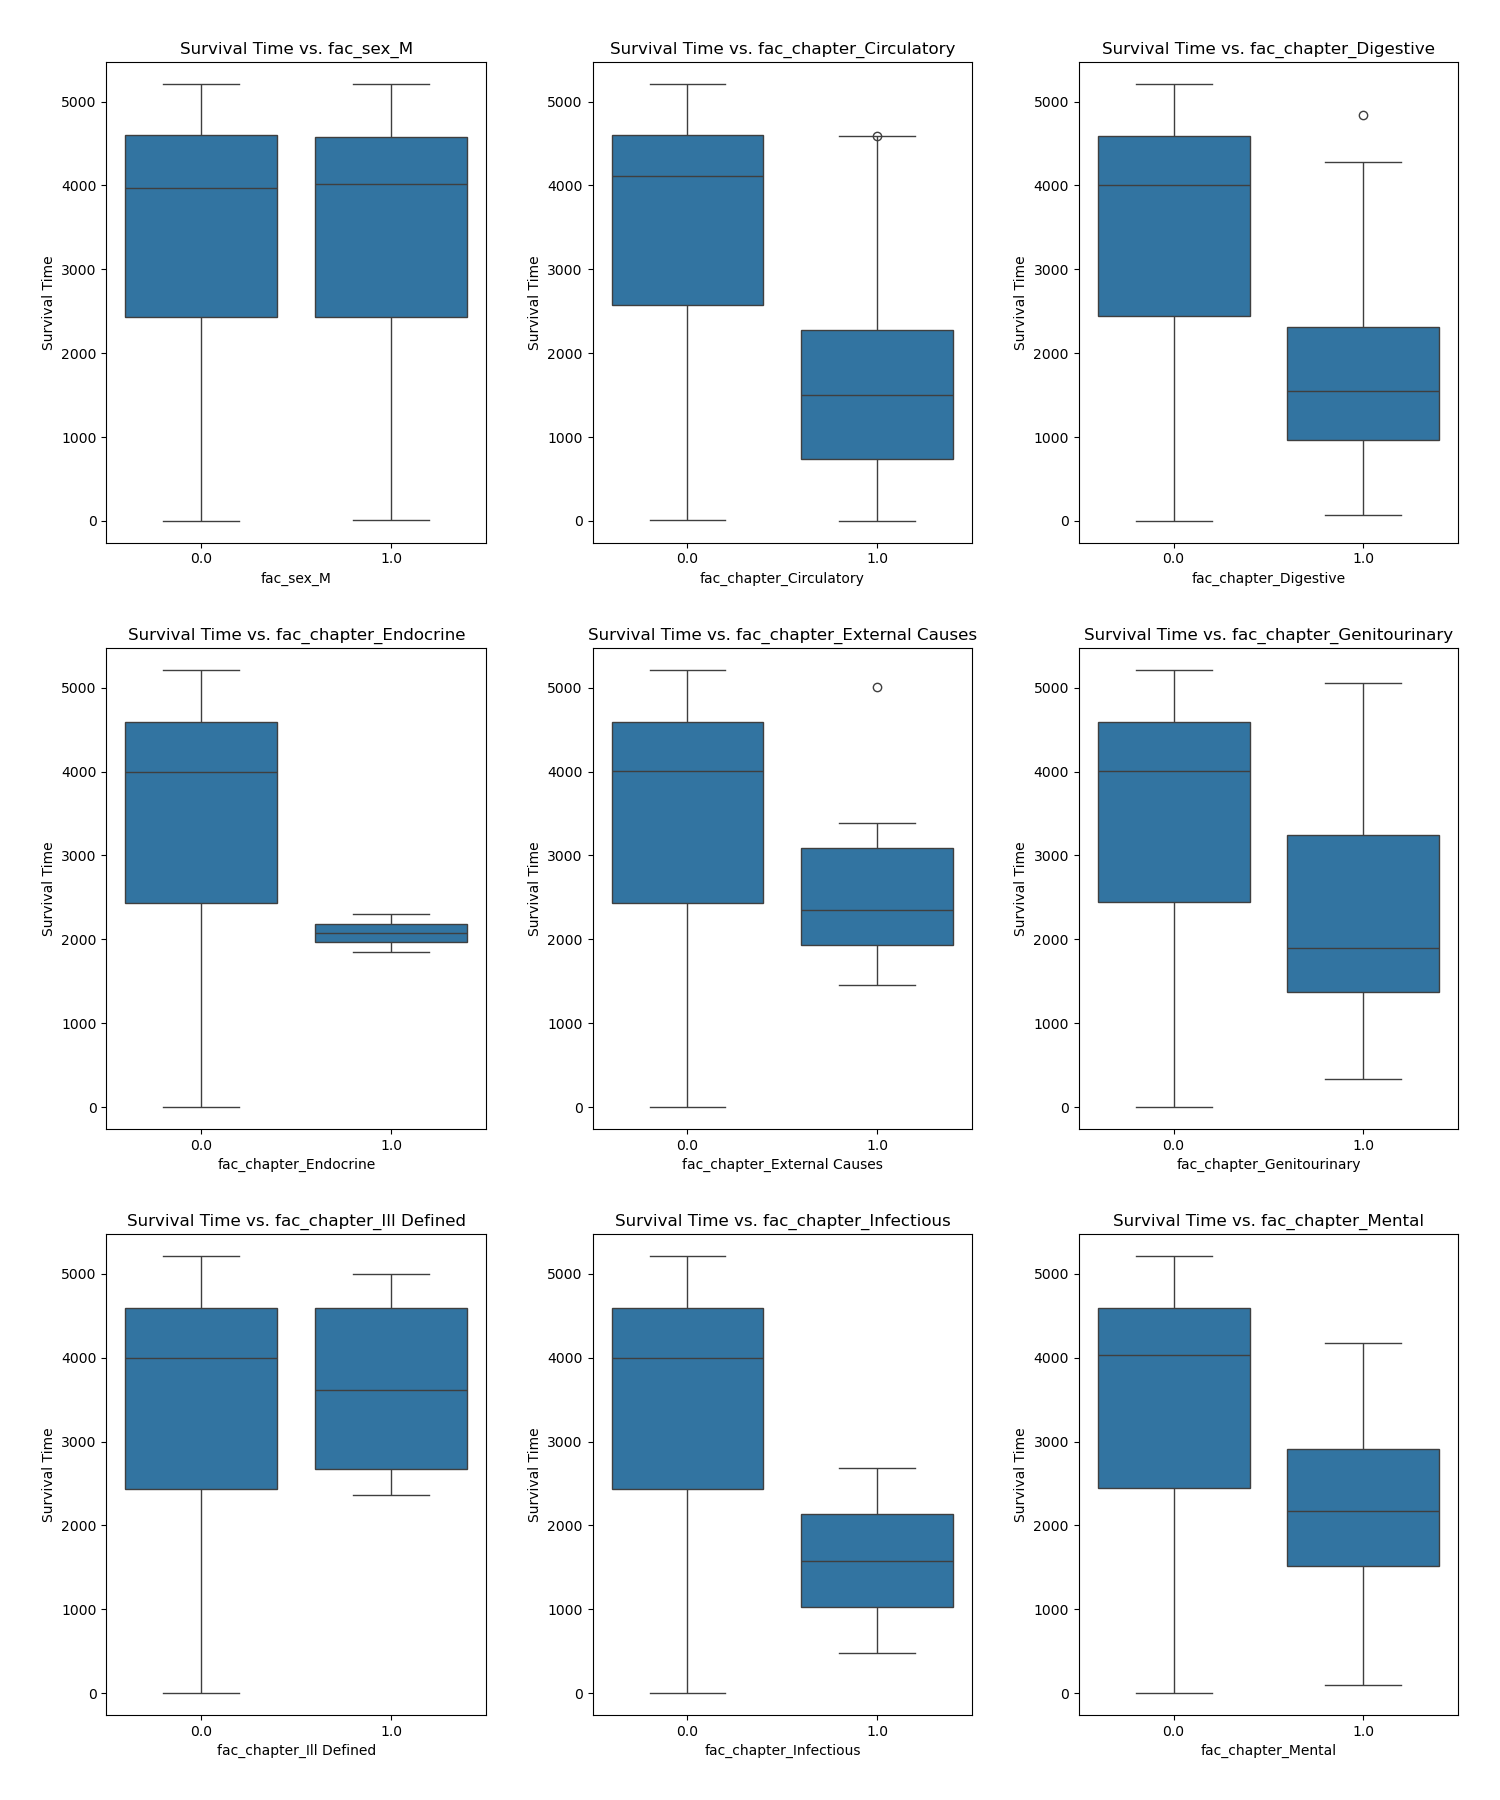 Survival Time vs. fac_sex_M
Survival Time
5000
4000
3000
2000
1000
0
0.0 1.0
fac_sex_M
Survival Time vs. fac_chapter_Circulatory
Survival Time
5000
4000
3000
2000
1000
0
0.0 1.0
fac_chapter_Circulatory
Survival Time vs. fac_chapter_Digestive
Survival Time
5000
4000
3000
2000
1000
0
0.0 1.0
fac_chapter_Digestive
Survival Time vs. fac_chapter_Endocrine
Survival Time
5000
4000
3000
2000
1000
0
0.0 1.0
fac_chapter_Endocrine
Survival Time vs. fac_chapter_External Causes
Survival Time
5000
4000
3000
2000
1000
0
0.0 1.0
fac_chapter_External Causes
Survival Time vs. fac_chapter_Genitourinary
Survival Time
5000
4000
3000
2000
1000
0
0.0 1.0
fac_chapter_Genitourinary
Survival Time vs. fac_chapter_Ill Defined
Survival Time
5000
4000
3000
2000
1000
0
0.0 1.0
fac_chapter_Ill Defined
Survival Time vs. fac_chapter_Infectious
Survival Time
5000
4000
3000
2000
1000
0
0.0 1.0
fac_chapter_Infectious
Survival Time vs. fac_chapter_Mental
Survival Time
5000
4000
3000
2000
1000
0
0.0 1.0
fac_chapter_Mental